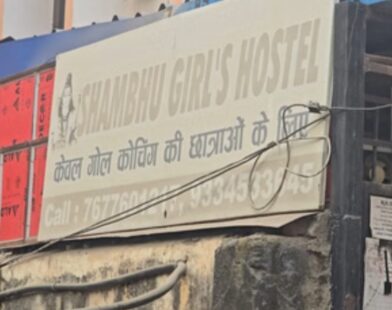 SHAMBHU GIRL'S HOSTEL
केवल गोल कोचिंग की छात्राओं के लिए
Call :